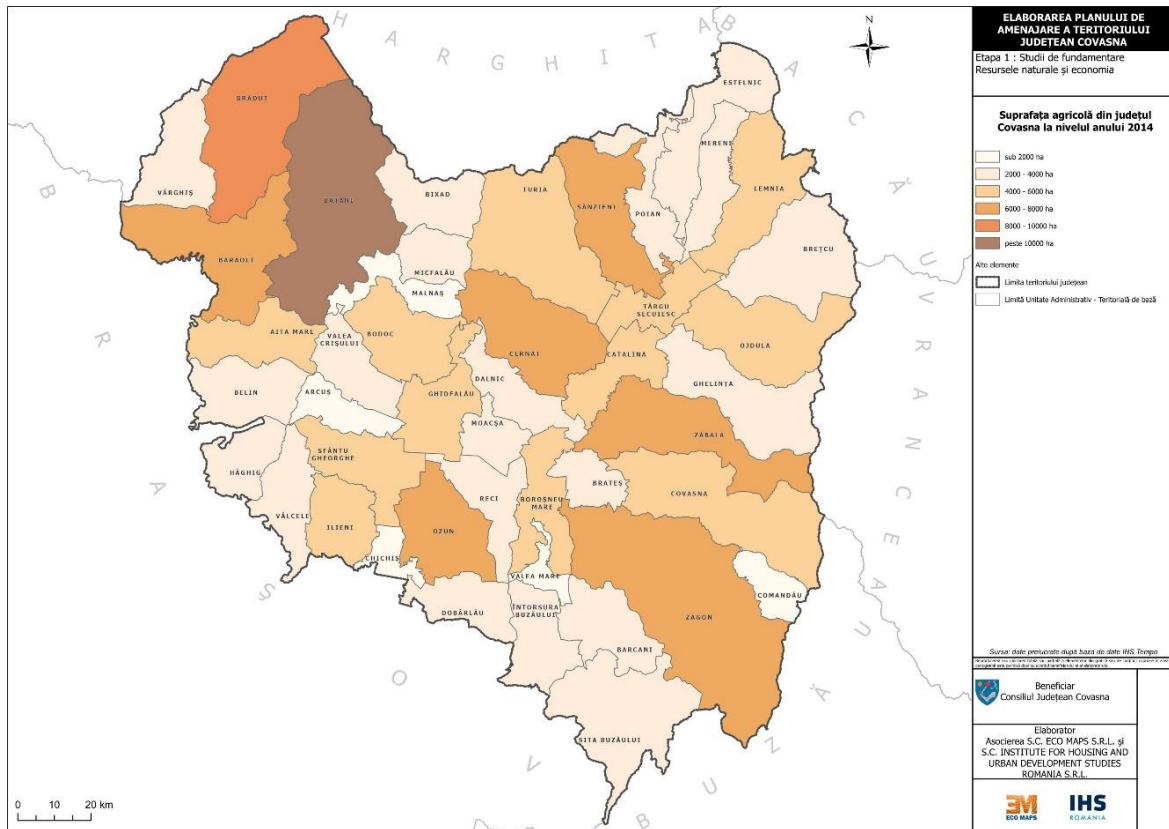 ELABORAREA PLANULUI DE
AMENAJARE A TERITORIULUI
JUDEȚEAN COVASNA
Etapa 1 : Studii de fundamentare
Resursele naturale și economia
Suprafața agricolă din județul
Covasna la nivelul anului 2014
sub 2000 ha
2000 - 4000 ha
4000 - 6000 ha
6000 - 8000 ha
8000 - 10000 ha
peste 10000 ha
Alte elemente
Limita teritoriului județean
Limită Unitate Administrativ - Teritorială de bază
Sursa: date prelucrate după baza de date IHS Tempo
Beneficiar
Consiliul Județean Covasna
Elaborator
Asocierea S.C. ECO MAPS S.R.L. și
S.C. INSTITUTE FOR HOUSING AND
URBAN DEVELOPMENT STUDIES
ROMANIA S.R.L.
3M
ECO MAPS
IHS
ROMANIA
N
HARGHITA
BACĂU
VRANCEA
BUZĂU
BRAȘOV
ESTELNIC
BRĂDUȚ
MERENI
LEMNIA
VÂRGHIȘ
BIXAD
TURIA
SÂNZIENI
POIAN
BREȚCU
BARAOLT
MICFALĂU
MALNAȘ
TÂRGU
SECUIESC
AITA MARE
VALEA
CRIȘULUI
BODOC
CERNAT
CATALINA
OJDULA
BELIN
ARCUȘ
DALNIC
GHELINȚA
GHIDFALĂU
MOACȘA
ZĂBALA
SFÂNTU
GHEORGHE
HĂGHIG
BRATEȘ
COVASNA
VÂLCELE
ILIENI
RECI
BOROȘNEU
MARE
OZUN
CHICHIȘ
VALEA MARE
COMANDĂU
DOBÂRLĂU
ÎNTORSURA
BUZĂULUI
ZAGON
BARCANI
SITA BUZĂULUI
0 10 20 km